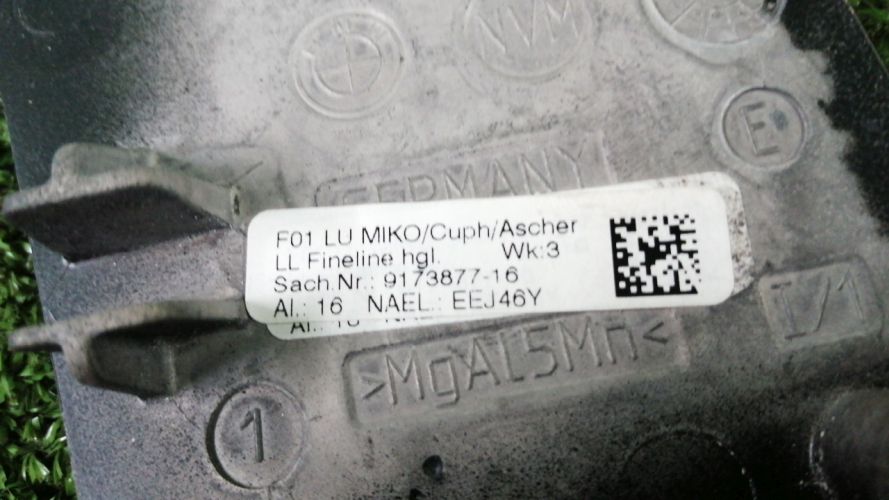 NVM
E
GERMANY
F01 LU MIKO/Cuph/Ascher
LL Fineline hgl. Wk:3
Sach.Nr.: 9173877-16
Al.: 16 NAEL.: EEJ46Y
>MgAL5Mn<
I/1
1